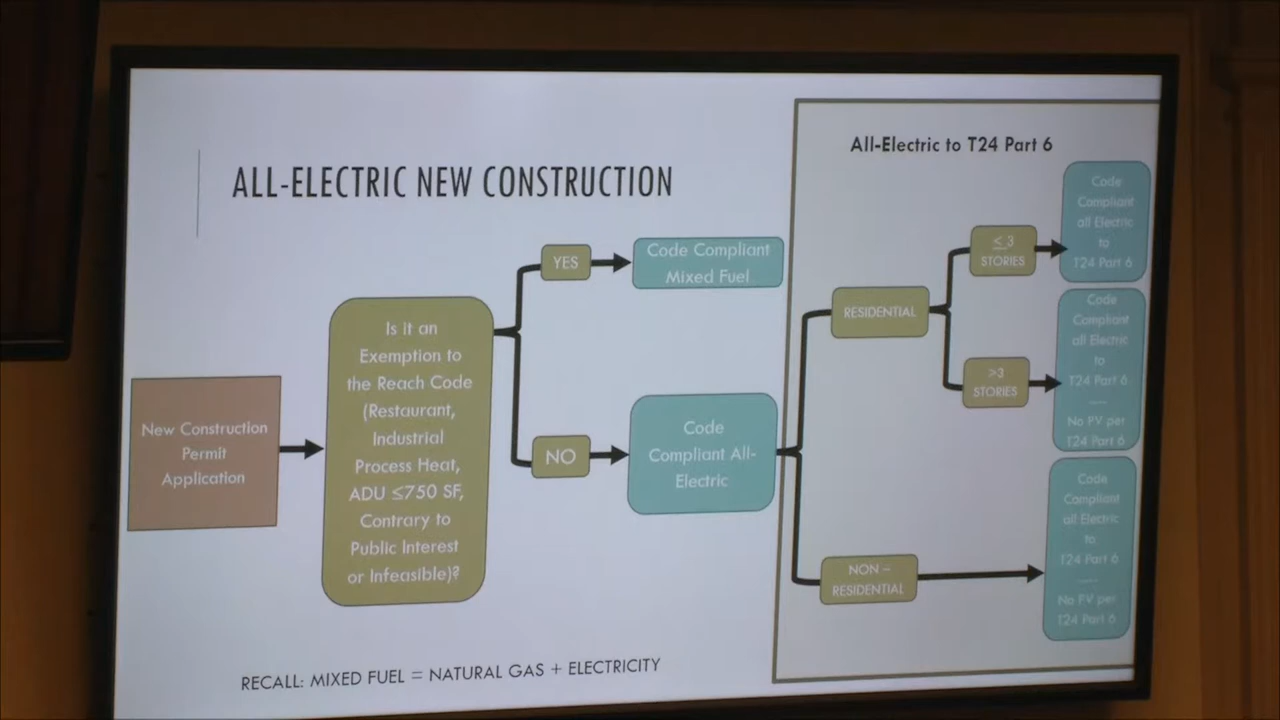 ALL-ELECTRIC NEW CONSTRUCTION
New Construction
Permit
Application
Is it an
Exemption to
the Reach Code
(Restaurant,
Industrial
Process Heat,
ADU ≤750 SF,
Contrary to
Public Interest
or Infeasible)?
YES
Code Compliant
Mixed Fuel
NO
Code
Compliant All-
Electric
All-Electric to T24 Part 6
RESIDENTIAL
≤ 3
STORIES
Code
Compliant
all Electric
to
T24 Part 6
>3
STORIES
Code
Compliant
all Electric
to
T24 Part 6
----
No PV per
T24 Part 6
NON –
RESIDENTIAL
Code
Compliant
all Electric
to
T24 Part 6
----
No PV per
T24 Part 6
RECALL: MIXED FUEL = NATURAL GAS + ELECTRICITY